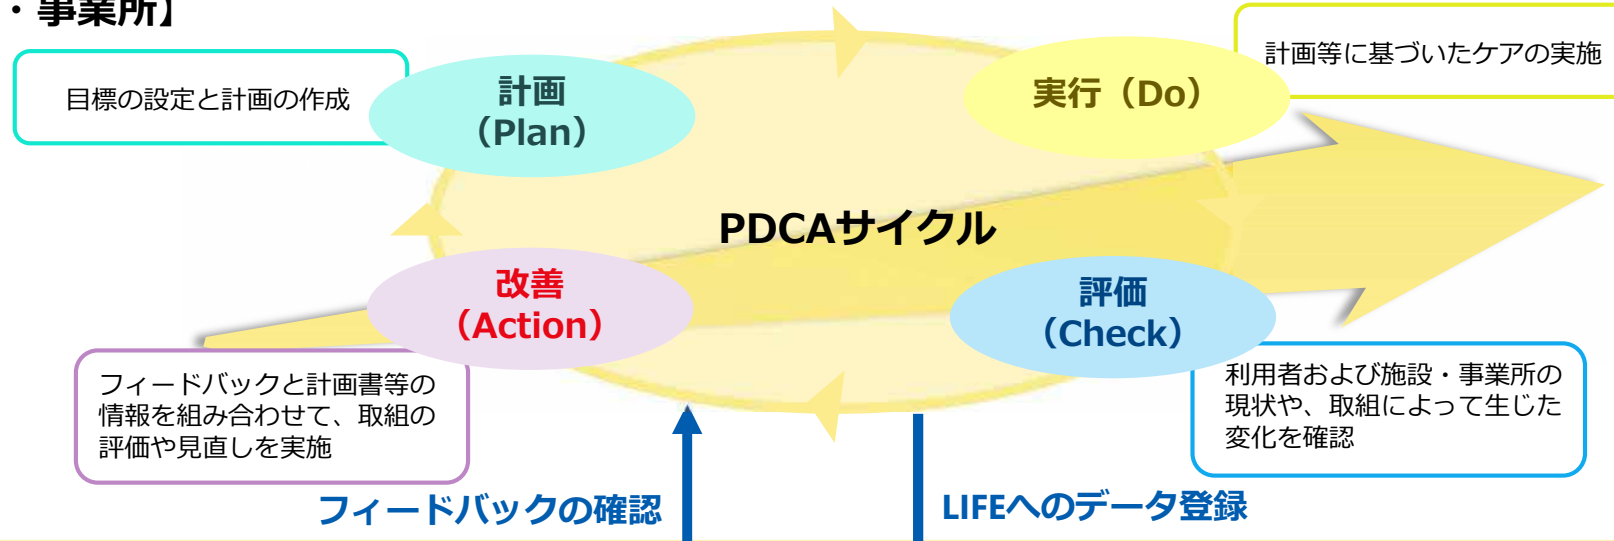 ・事業所】
目標の設定と計画の作成
計画
（Plan）
実行（Do）
計画等に基づいたケアの実施
PDCAサイクル
改善
（Action）
評価
（Check）
フィードバックと計画書等の
情報を組み合わせて、取組の
評価や見直しを実施
利用者および施設・事業所の
現状や、取組によって生じた
変化を確認
フィードバックの確認
LIFEへのデータ登録